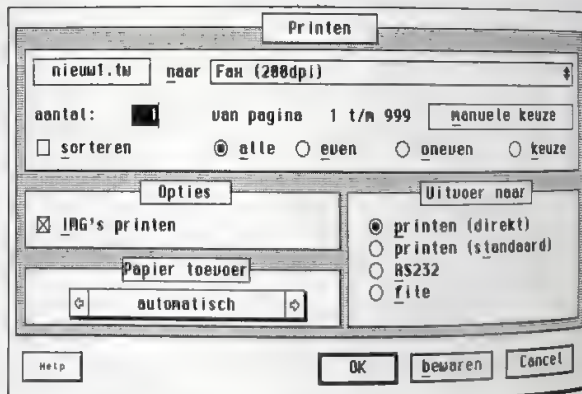 Printen
nieuw1.tw naar Fax (200dpi)
aantal: 1 van pagina 1 t/m 999 manuele keuze
sorteren alle even oneven keuze
Opties
IMG's printen
Papier toevoer
automatisch
Uitvoer naar
printen (direkt)
printen (standaard)
RS232
file
Help OK bewaren Cancel